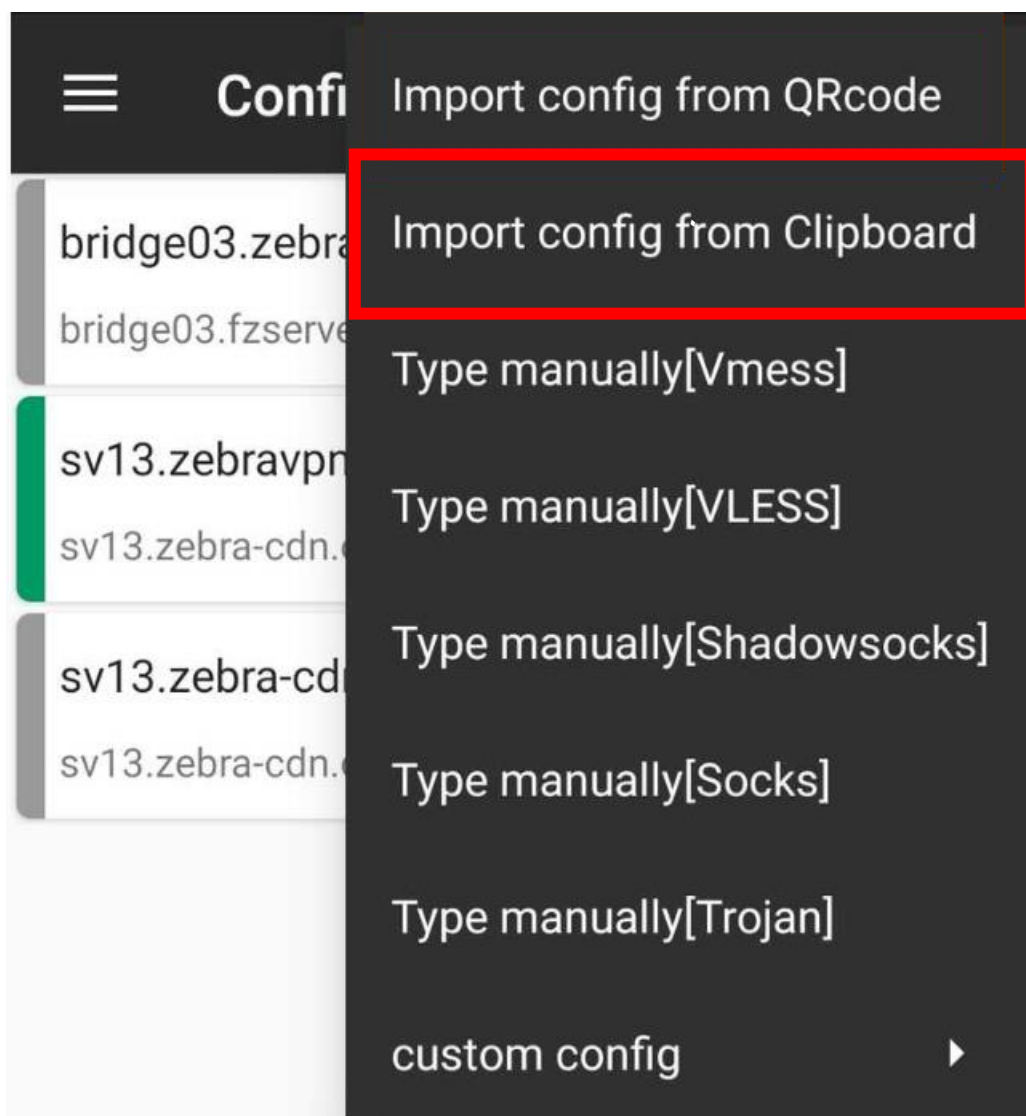 Confi
bridge03.zebra
bridge03.fzserve
sv13.zebravpn
sv13.zebra-cdn.
sv13.zebra-cd
sv13.zebra-cdn.
Import config from QRcode
Import config from Clipboard
Type manually[Vmess]
Type manually[VLESS]
Type manually[Shadowsocks]
Type manually[Socks]
Type manually[Trojan]
custom config